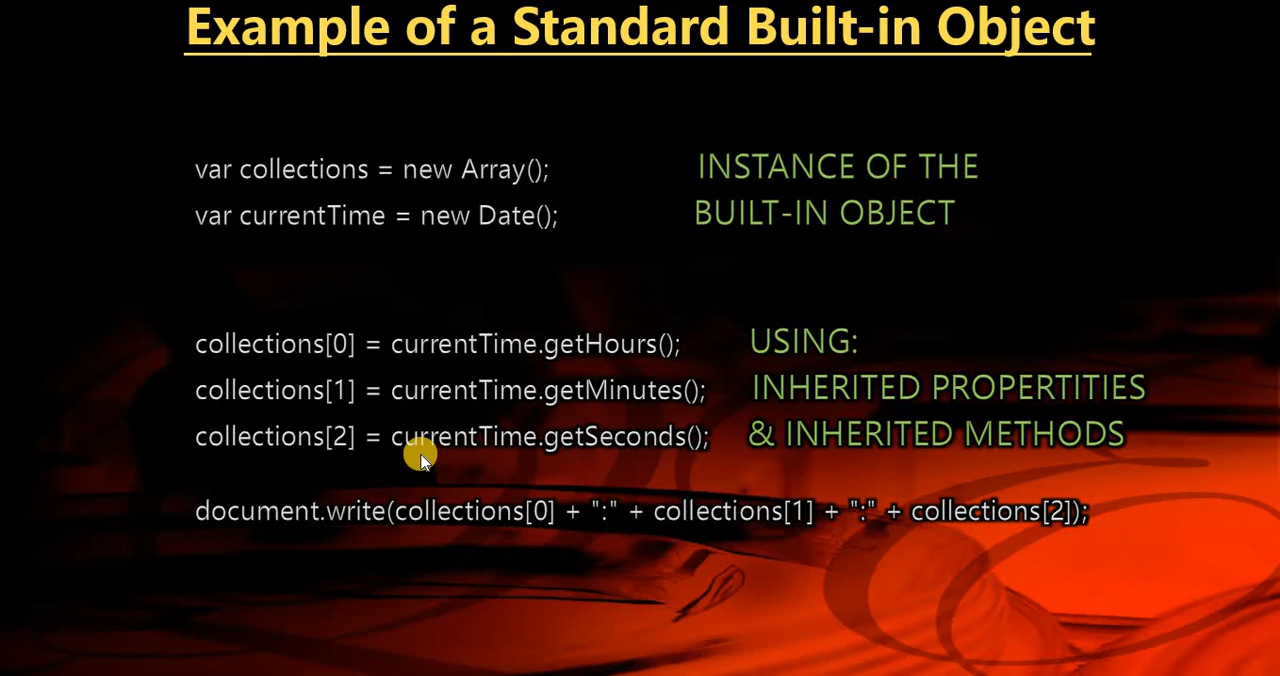 Example of a Standard Built-in Object
var collections = new Array();
INSTANCE OF THE
var currentTime = new Date();
BUILT-IN OBJECT
collections[0] = currentTime.getHours();
USING:
collections[1] = currentTime.getMinutes();
INHERITED PROPERTITIES
collections[2] = currentTime.getSeconds();
& INHERITED METHODS
document.write(collections[0] + ":" + collections[1] + ":" + collections[2]);